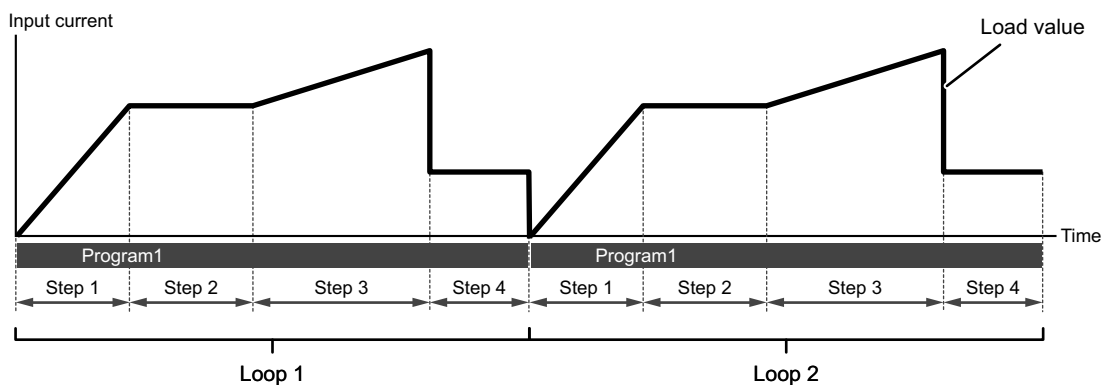 Input current
Load value
Time
Program1 Program1
Step 1 Step 2 Step 3 Step 4 Step 1 Step 2 Step 3 Step 4
Loop 1 Loop 2